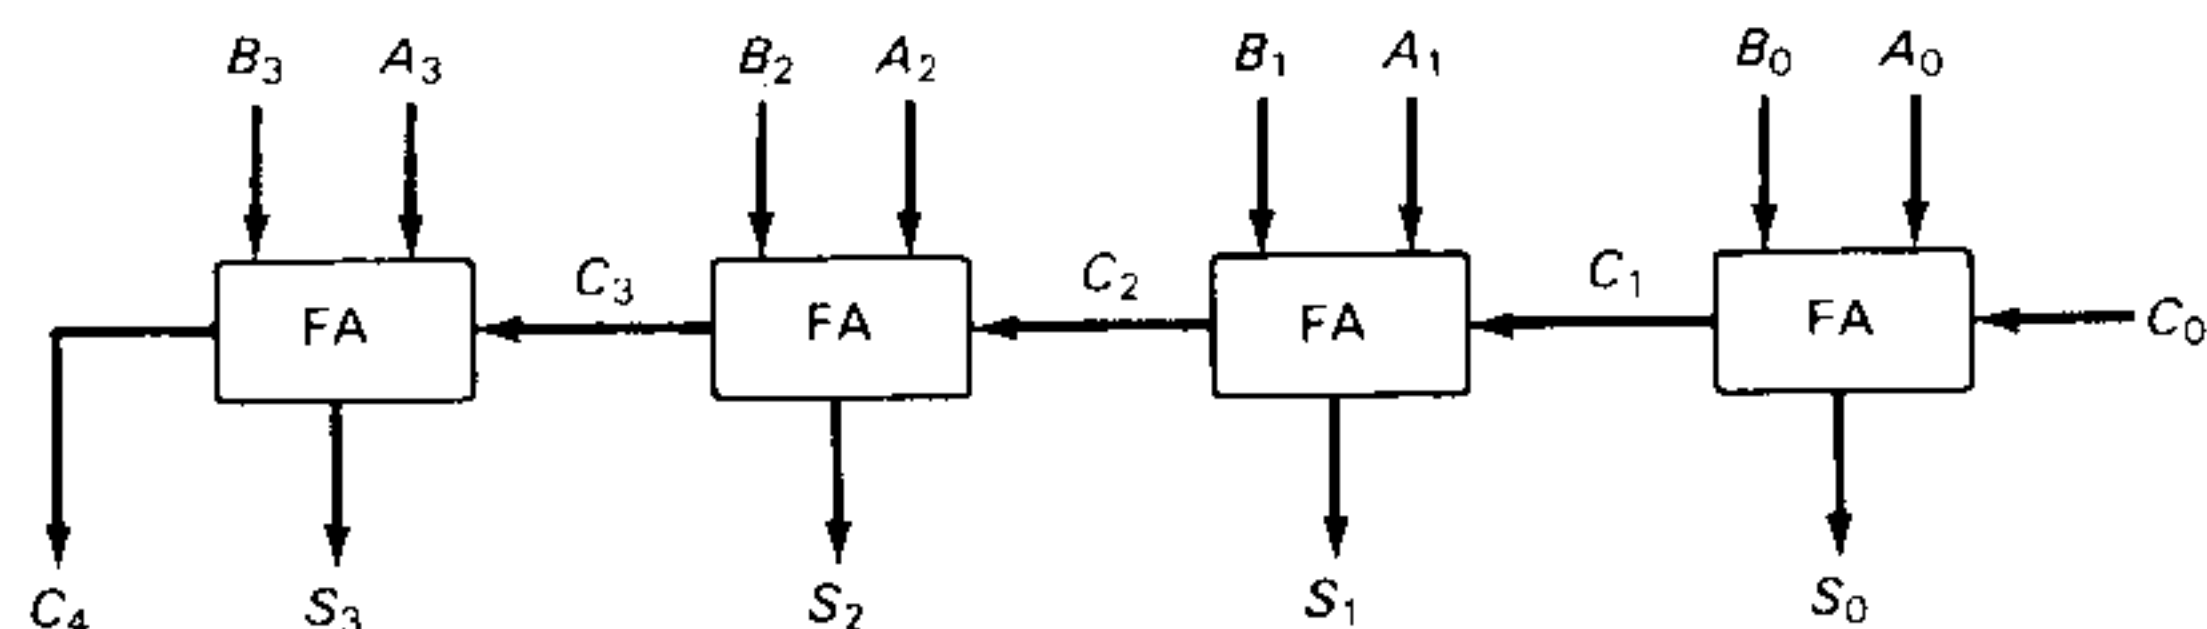 B₃ A₃ B₂ A₂ B₁ A₁ B₀ A₀
C₃ C₂ C₁
FA FA FA FA C₀
C₄ S₃ S₂ S₁ S₀